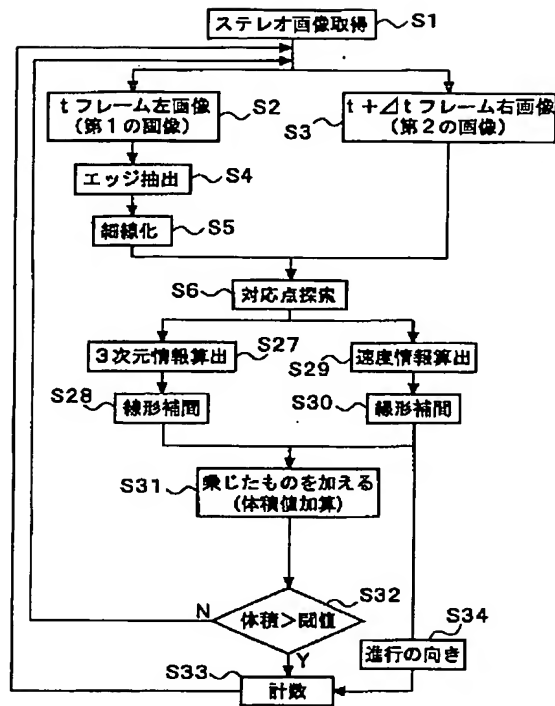 ステレオ画像取得
S1
tフレーム左画像
(第1の画像)
S2
t+⊿tフレーム右画像
(第2の画像)
S3
エッジ抽出
S4
細線化
S5
S6
対応点探索
3次元情報算出
S27
速度情報算出
S29
S28
線形補間
S30
線形補間
S31
乗じたものを加える
(体積値加算)
N
体積>閾値
S32
S34
進行の向き
Y
S33
計数